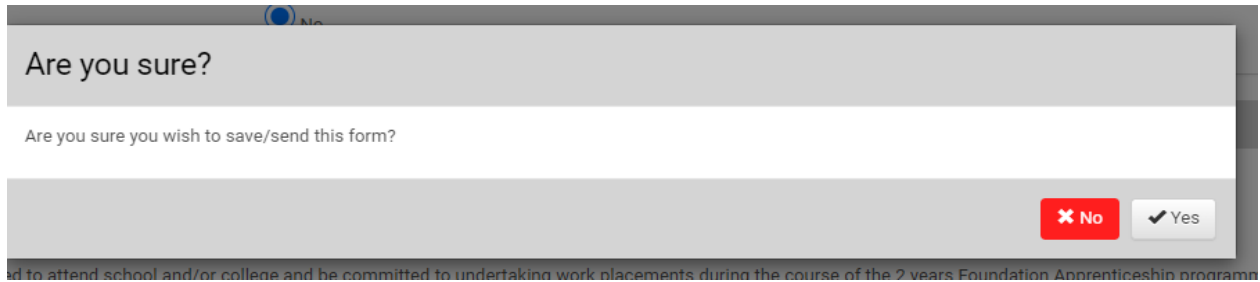 No
Are you sure?
Are you sure you wish to save/send this form?
No
Yes
ed to attend school and/or college and be committed to undertaking work placements during the course of the 2 years Foundation Apprenticeship programm